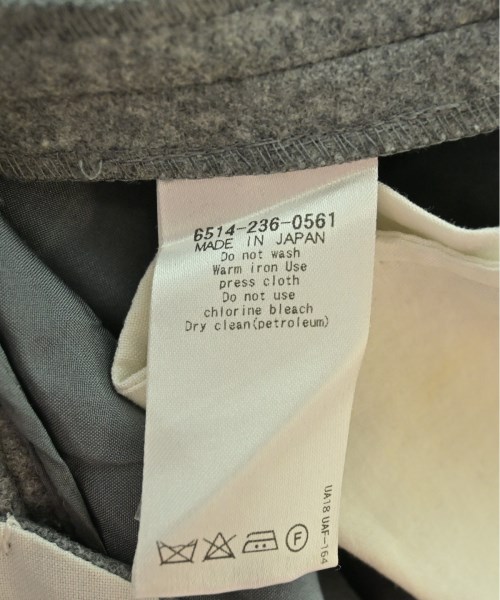 6514-236-0561
MADE IN JAPAN
Do not wash
Warm iron Use
press cloth
Do not use
chlorine bleach
Dry clean(petroleum)
UA18 UAF-164
F